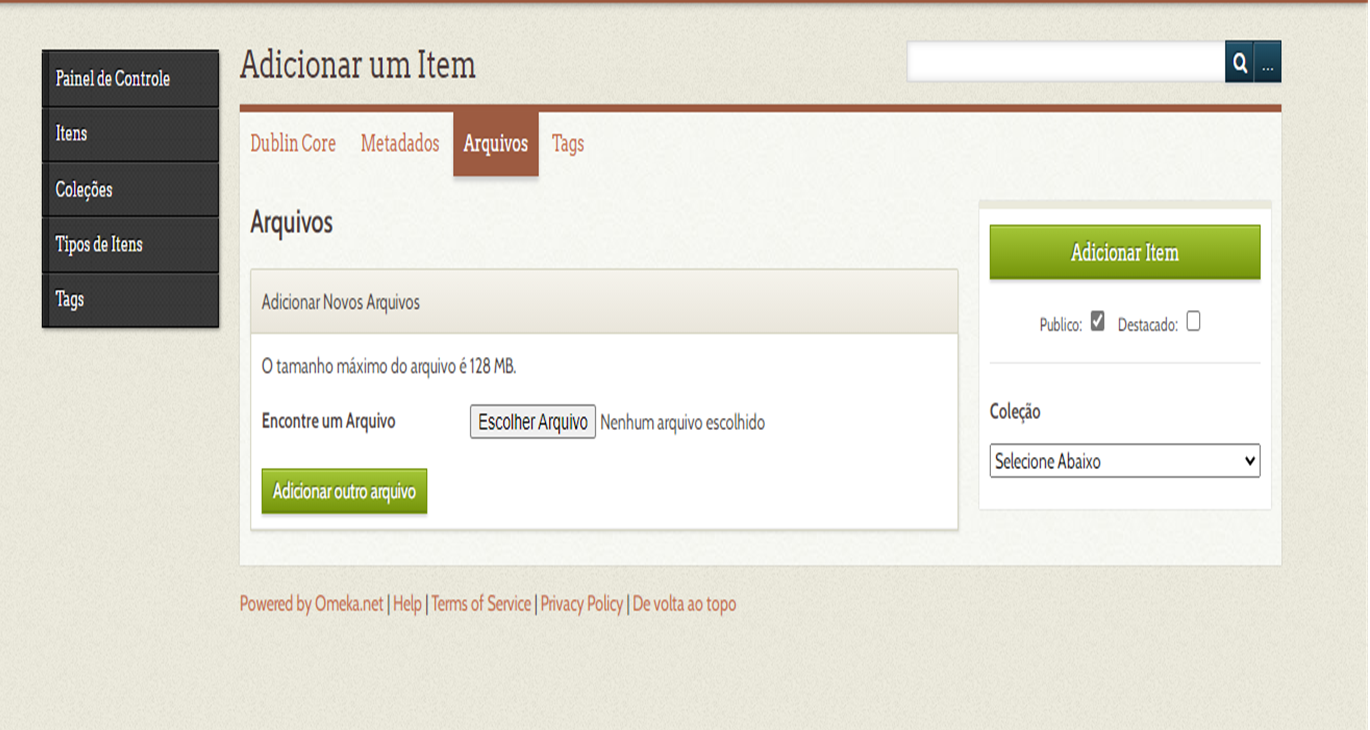 Painel de Controle
Itens
Coleções
Tipos de Itens
Tags
Adicionar um Item
...
Dublin Core
Metadados
Arquivos
Tags
Arquivos
Adicionar Novos Arquivos
O tamanho máximo do arquivo é 128 MB.
Encontre um Arquivo
Escolher Arquivo Nenhum arquivo escolhido
Adicionar outro arquivo
Adicionar Item
Publico: Destacado:
Coleção
Selecione Abaixo
Powered by Omeka.net | Help | Terms of Service | Privacy Policy | De volta ao topo